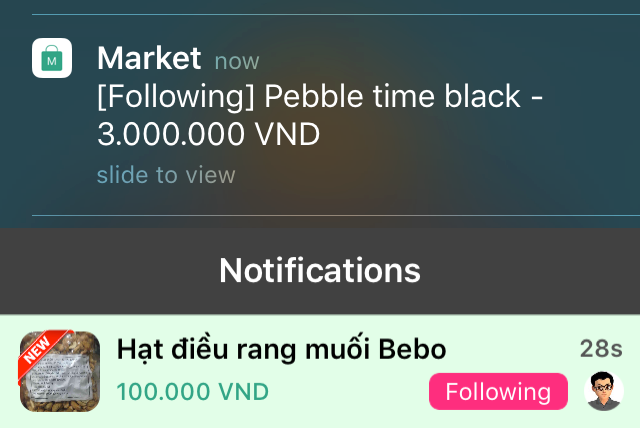 M
Market now
[Following] Pebble time black -
3.000.000 VND
slide to view
Notifications
NEW
Hạt điều rang muối Bebo 28s
100.000 VND Following